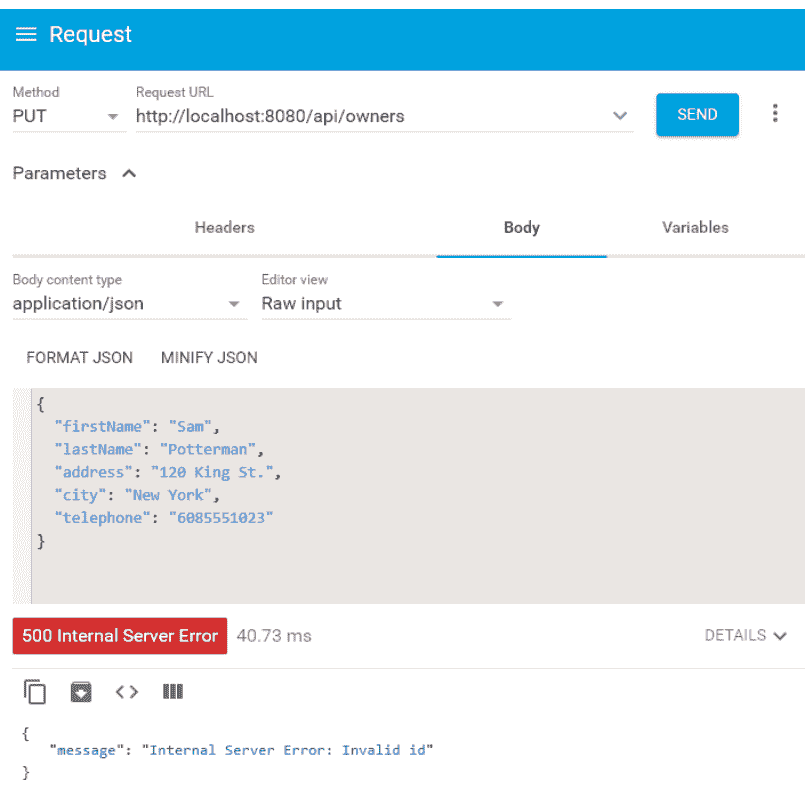 Request
Method
Request URL
PUT
http://localhost:8080/api/owners
SEND
Parameters
Headers
Body
Variables
Body content type
Editor view
application/json
Raw input
FORMAT JSON
MINIFY JSON
{
"firstName": "Sam",
"lastName": "Potterman",
"address": "120 King St.",
"city": "New York",
"telephone": "6085551023"
}
500 Internal Server Error
40.73 ms
DETAILS
{
"message": "Internal Server Error: Invalid id"
}